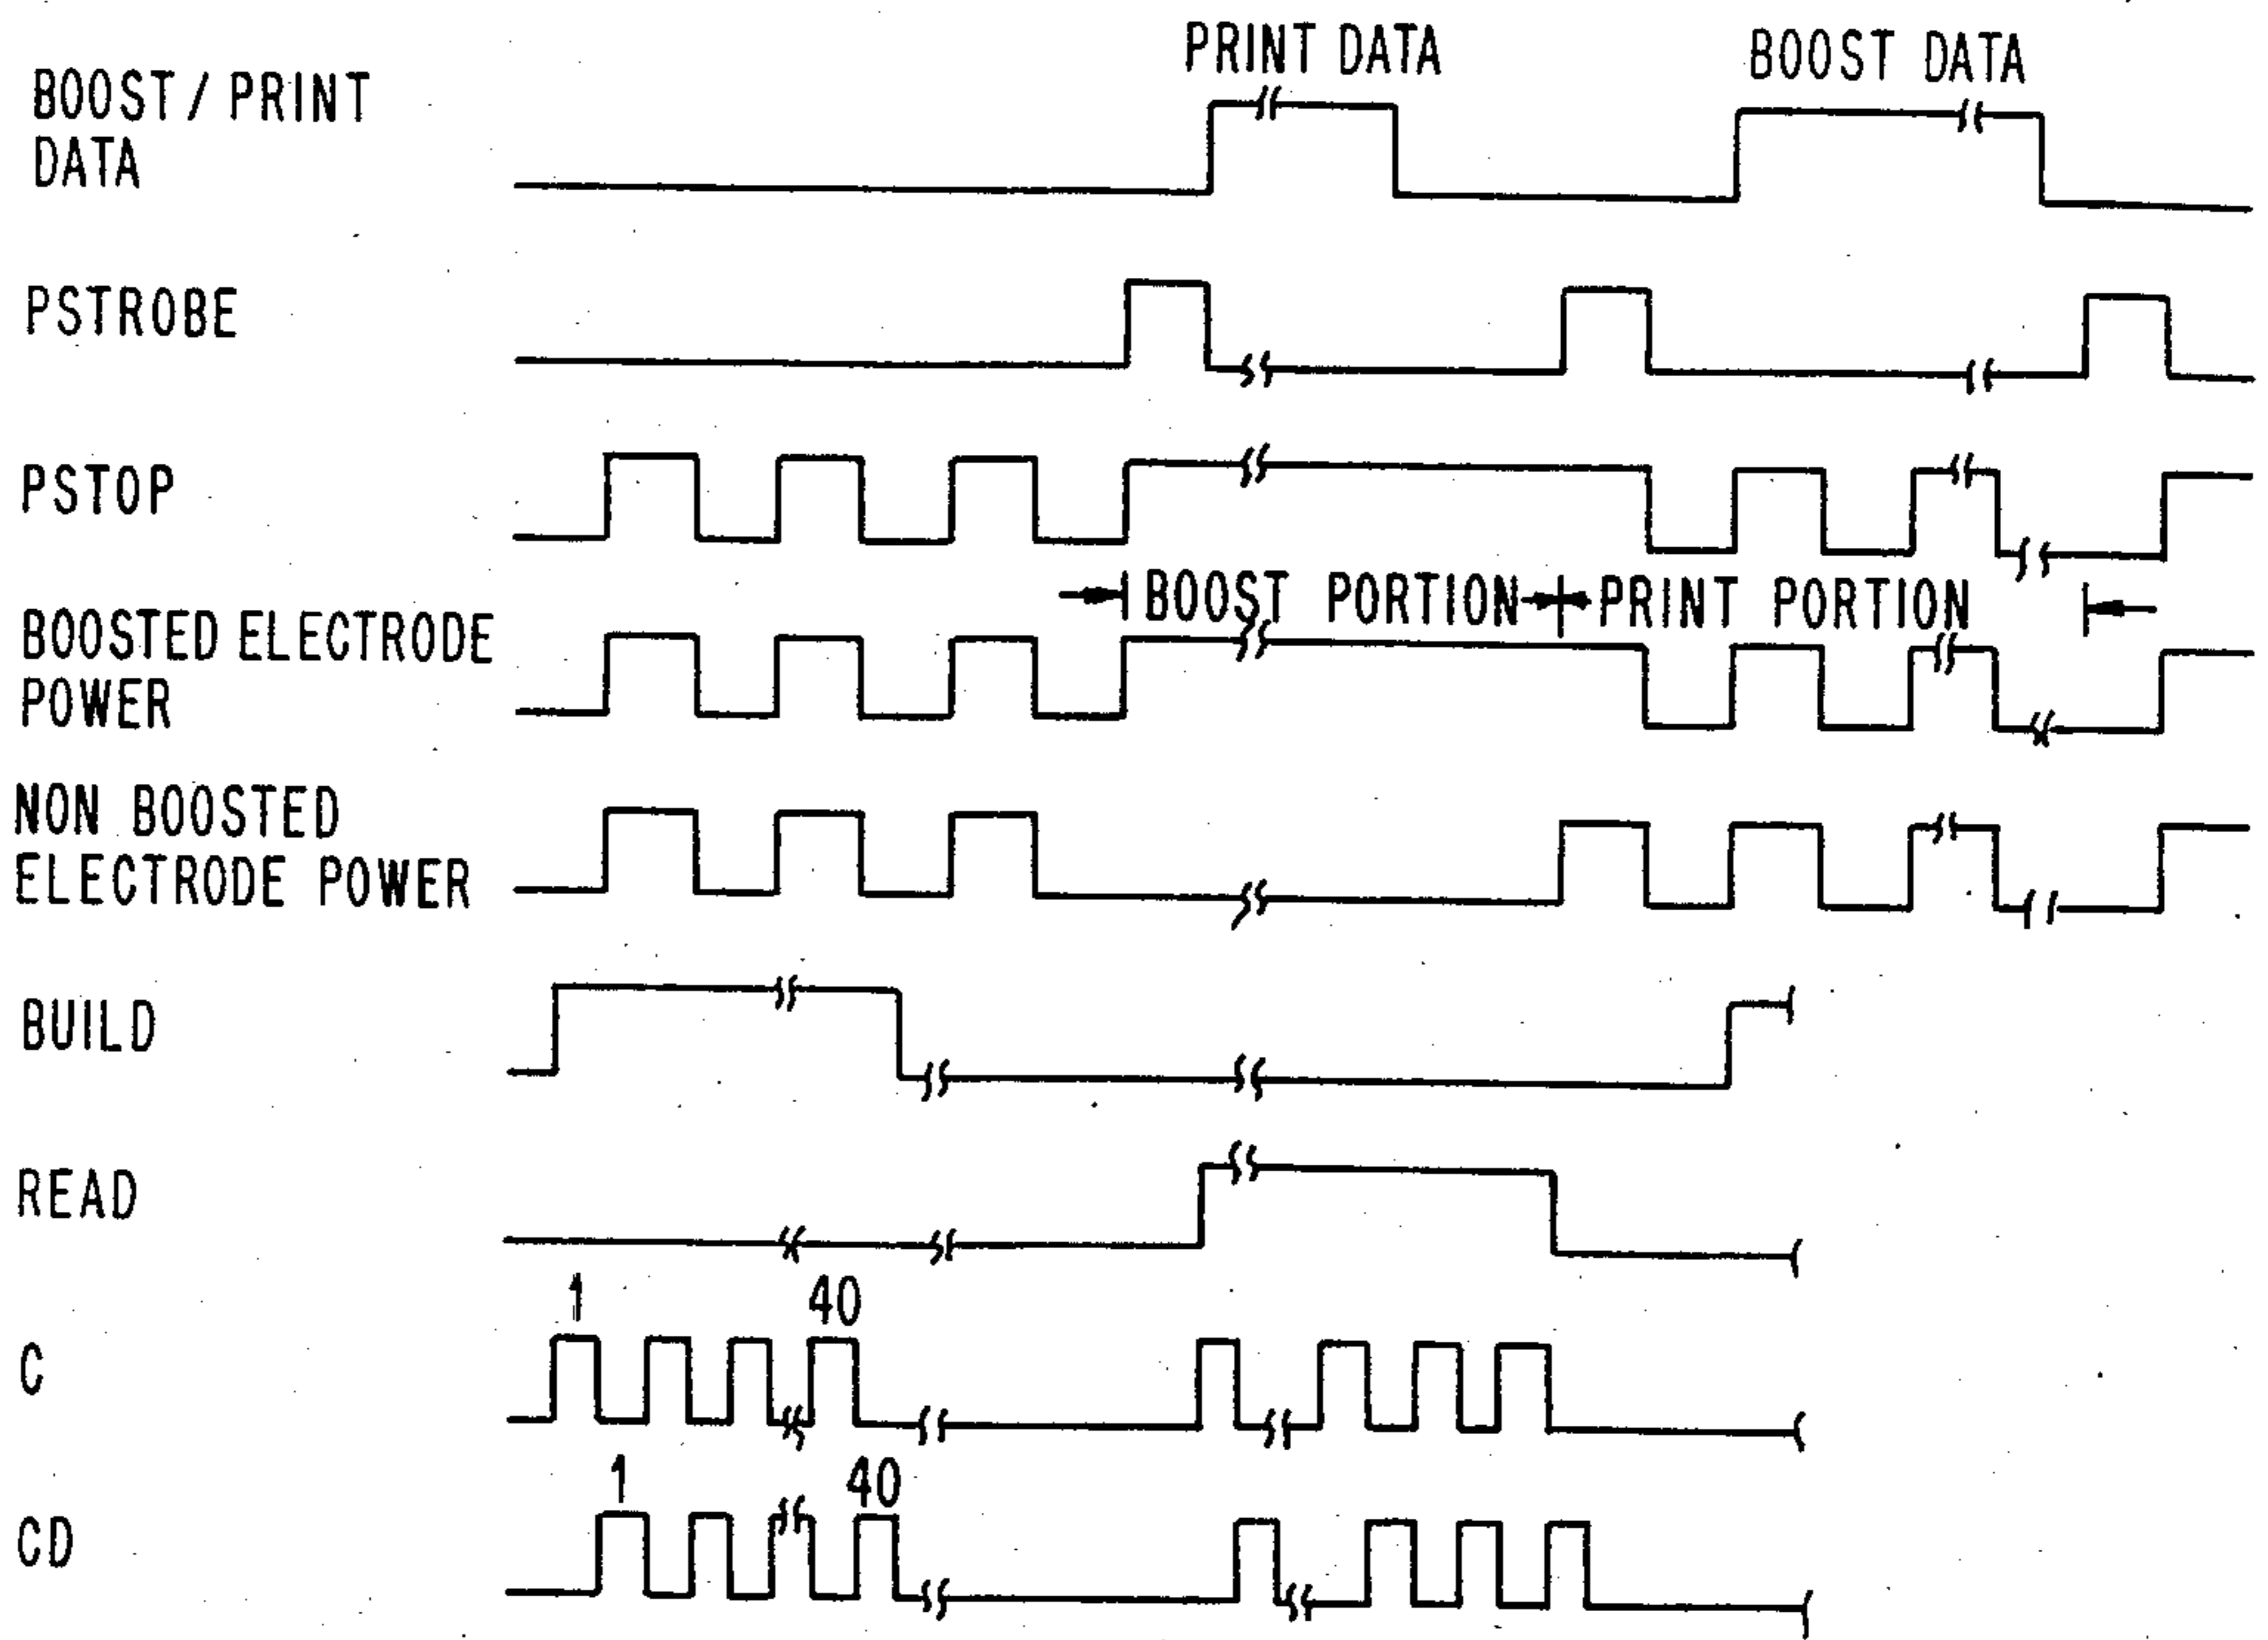 PRINT DATA
BOOST DATA
BOOST / PRINT
DATA
PSTROBE
PSTOP
BOOST PORTION
PRINT PORTION
BOOSTED ELECTRODE
POWER
NON BOOSTED
ELECTRODE POWER
BUILD
READ
1
40
C
1
40
CD